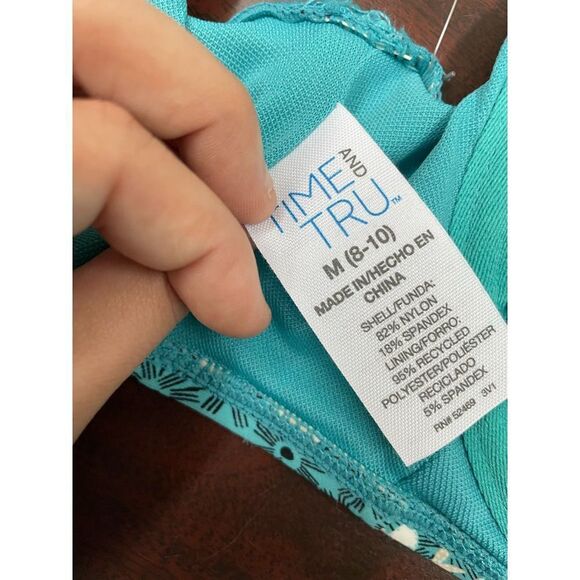 TIME AND
TRU™
M (8-10)
MADE IN/HECHO EN
CHINA
SHELL/FUNDA:
82% NYLON
18% SPANDEX
LINING/FORRO:
95% RECYCLED
POLYESTER/POLIÉSTER
RECICLADO
5% SPANDEX
RN# 52469 3V1